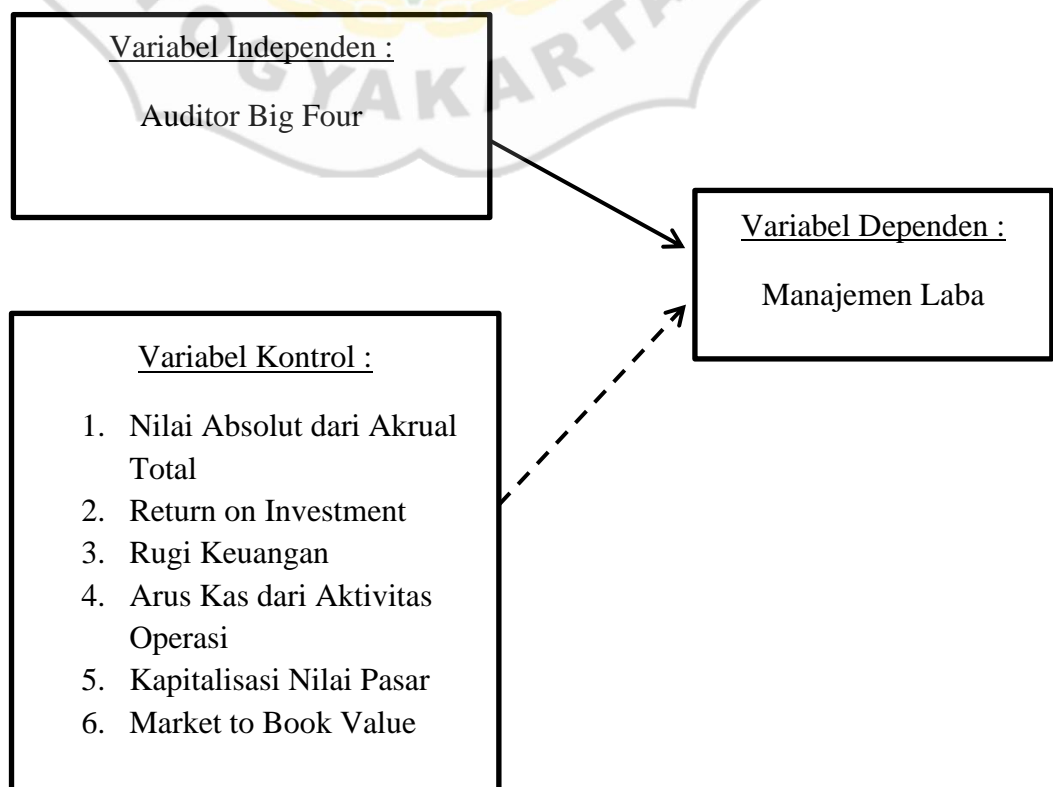 OGYAKARTA
Variabel Independen :
Auditor Big Four
Variabel Dependen :
Manajemen Laba
Variabel Kontrol :
1. Nilai Absolut dari Akrual
Total
2. Return on Investment
3. Rugi Keuangan
4. Arus Kas dari Aktivitas
Operasi
5. Kapitalisasi Nilai Pasar
6. Market to Book Value